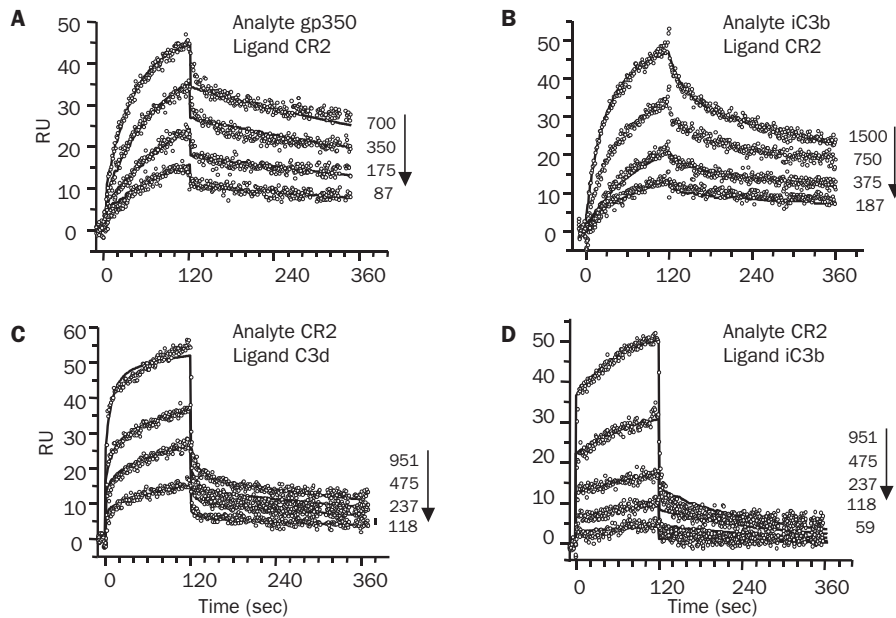 A
Analyte gp350
Ligand CR2
50
40
30
20
10
0
RU
700
350
175
87
0 120 240 360
B
Analyte iC3b
Ligand CR2
50
40
30
20
10
0
1500
750
375
187
0 120 240 360
C
Analyte CR2
Ligand C3d
60
50
40
30
20
10
0
RU
951
475
237
118
0 120 240 360
Time (sec)
D
Analyte CR2
Ligand iC3b
50
40
30
20
10
0
951
475
237
118
59
0 120 240 360
Time (sec)